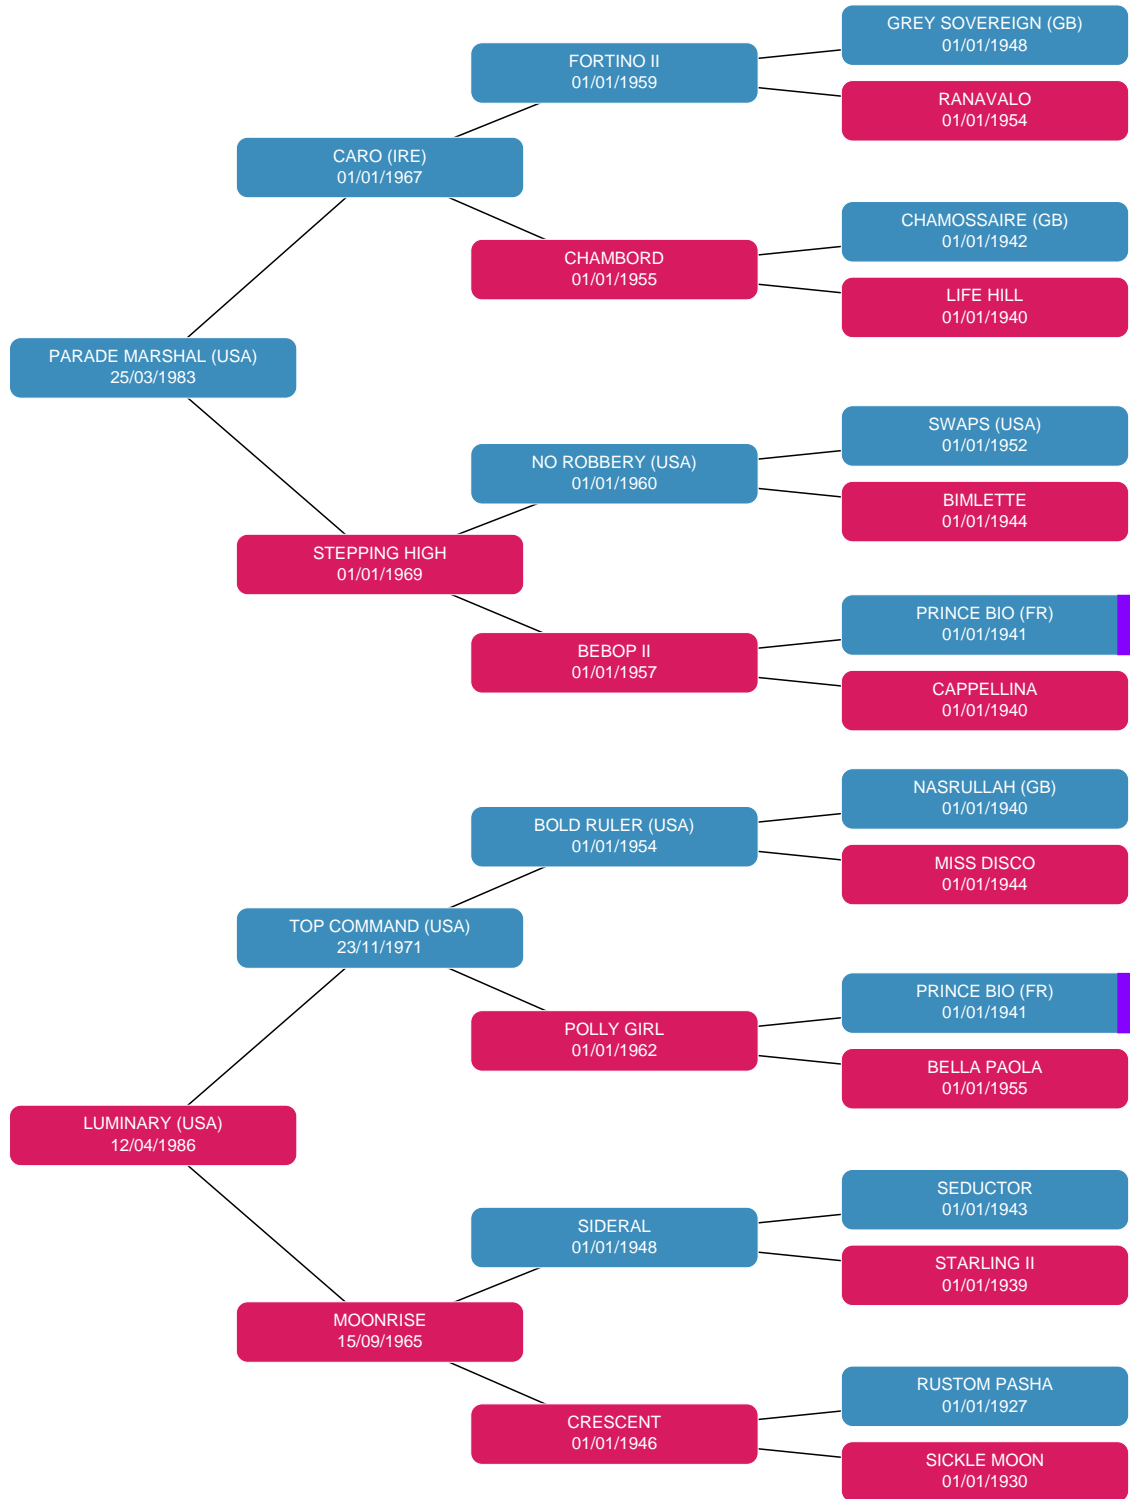 GREY SOVEREIGN (GB)
01/01/1948
FORTINO II
01/01/1959
RANAVALO
01/01/1954
CARO (IRE)
01/01/1967
CHAMOSSAIRE (GB)
01/01/1942
CHAMBORD
01/01/1955
LIFE HILL
01/01/1940
PARADE MARSHAL (USA)
25/03/1983
SWAPS (USA)
01/01/1952
NO ROBBERY (USA)
01/01/1960
BIMLETTE
01/01/1944
STEPPING HIGH
01/01/1969
PRINCE BIO (FR)
01/01/1941
BEBOP II
01/01/1957
CAPPELLINA
01/01/1940
NASRULLAH (GB)
01/01/1940
BOLD RULER (USA)
01/01/1954
MISS DISCO
01/01/1944
TOP COMMAND (USA)
23/11/1971
PRINCE BIO (FR)
01/01/1941
POLLY GIRL
01/01/1962
BELLA PAOLA
01/01/1955
LUMINARY (USA)
12/04/1986
SEDUCTOR
01/01/1943
SIDERAL
01/01/1948
STARLING II
01/01/1939
MOONRISE
15/09/1965
RUSTOM PASHA
01/01/1927
CRESCENT
01/01/1946
SICKLE MOON
01/01/1930